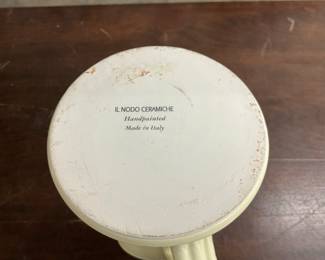 IL NODO CERAMICHE
Handpainted
Made in Italy